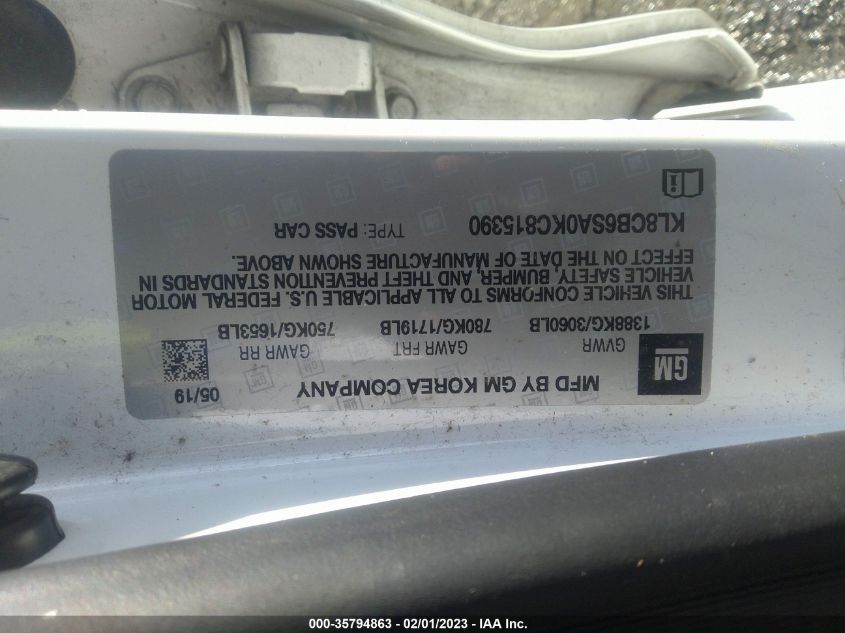 GM
MFD BY GM KOREA COMPANY
05/19
GVWR GAWR FRT GAWR RR
1388KG/3060LB 780KG/1719LB 750KG/1653LB
THIS VEHICLE CONFORMS TO ALL APPLICABLE U.S. FEDERAL MOTOR
VEHICLE SAFETY, BUMPER, AND THEFT PREVENTION STANDARDS IN
EFFECT ON THE DATE OF MANUFACTURE SHOWN ABOVE.
KL8CB6SA0KC815390 TYPE: PASS CAR
000-35794863 - 02/01/2023 - IAA Inc.